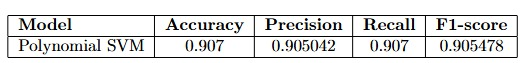 Model Accuracy Precision Recall F1-score
Polynomial SVM 0.907 0.905042 0.907 0.905478